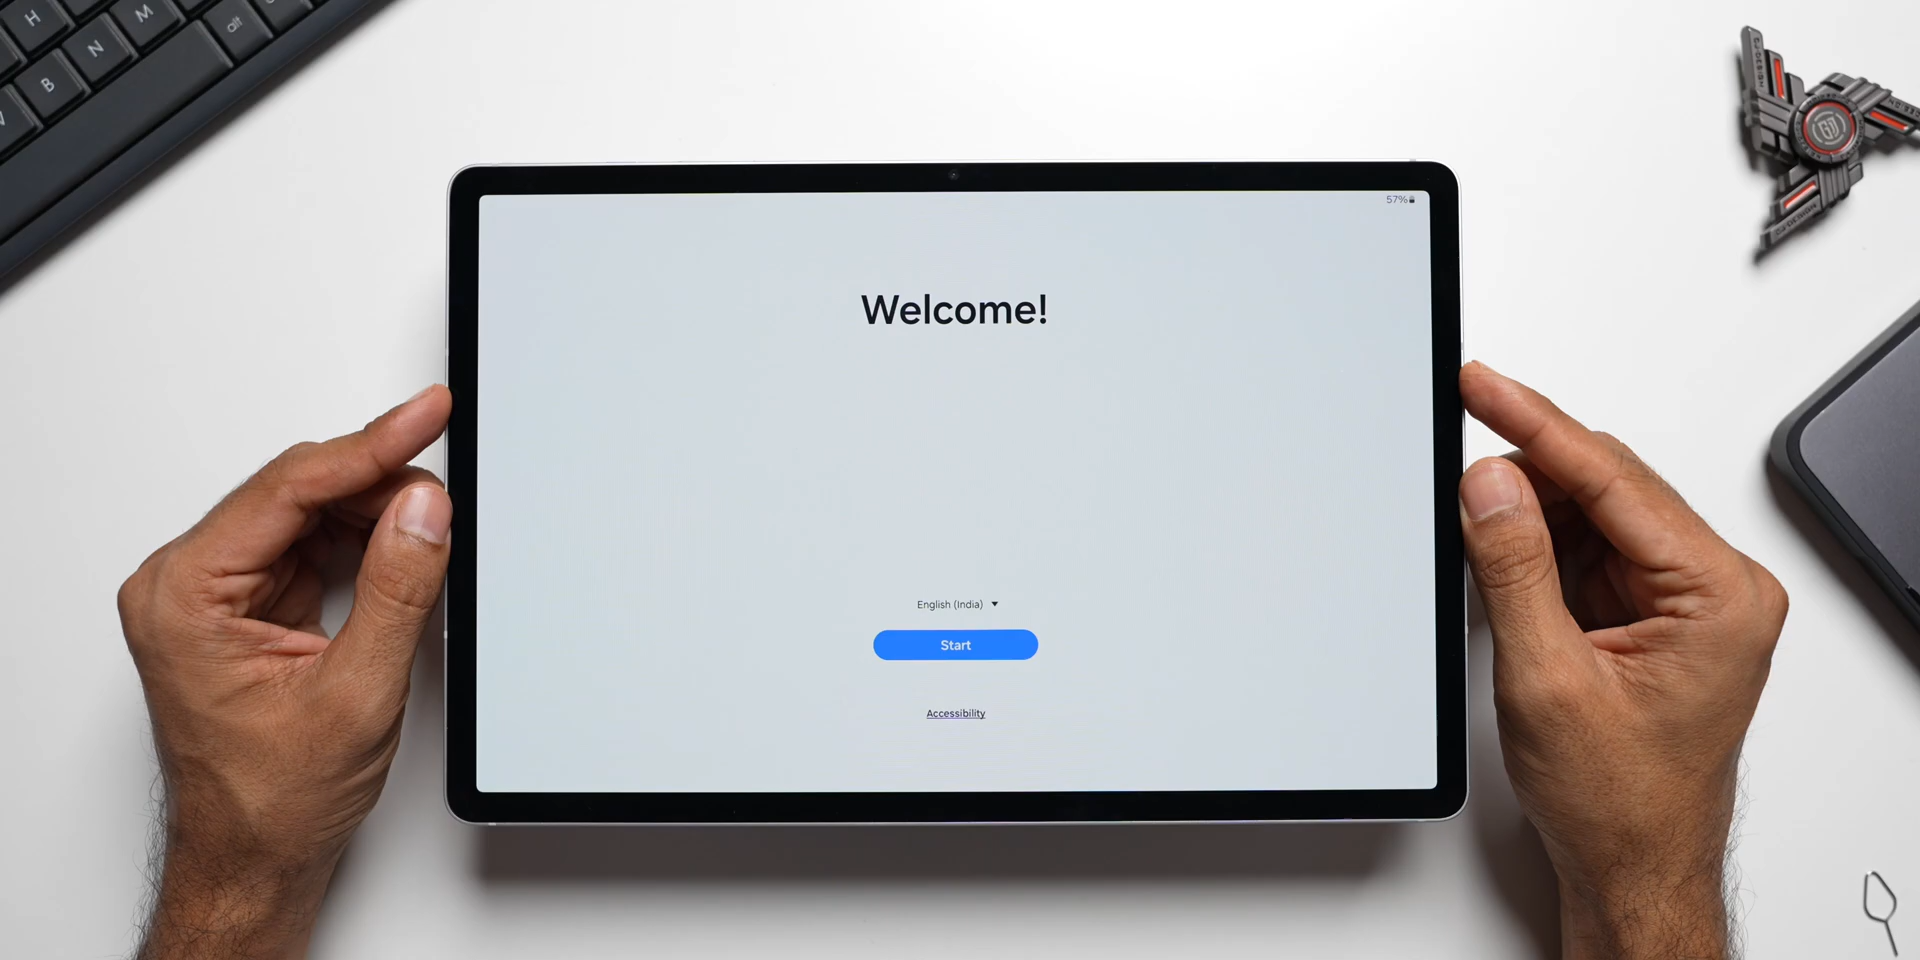 H
M
N
B
V
alt
57%
Welcome!
English (India)
Start
Accessibility